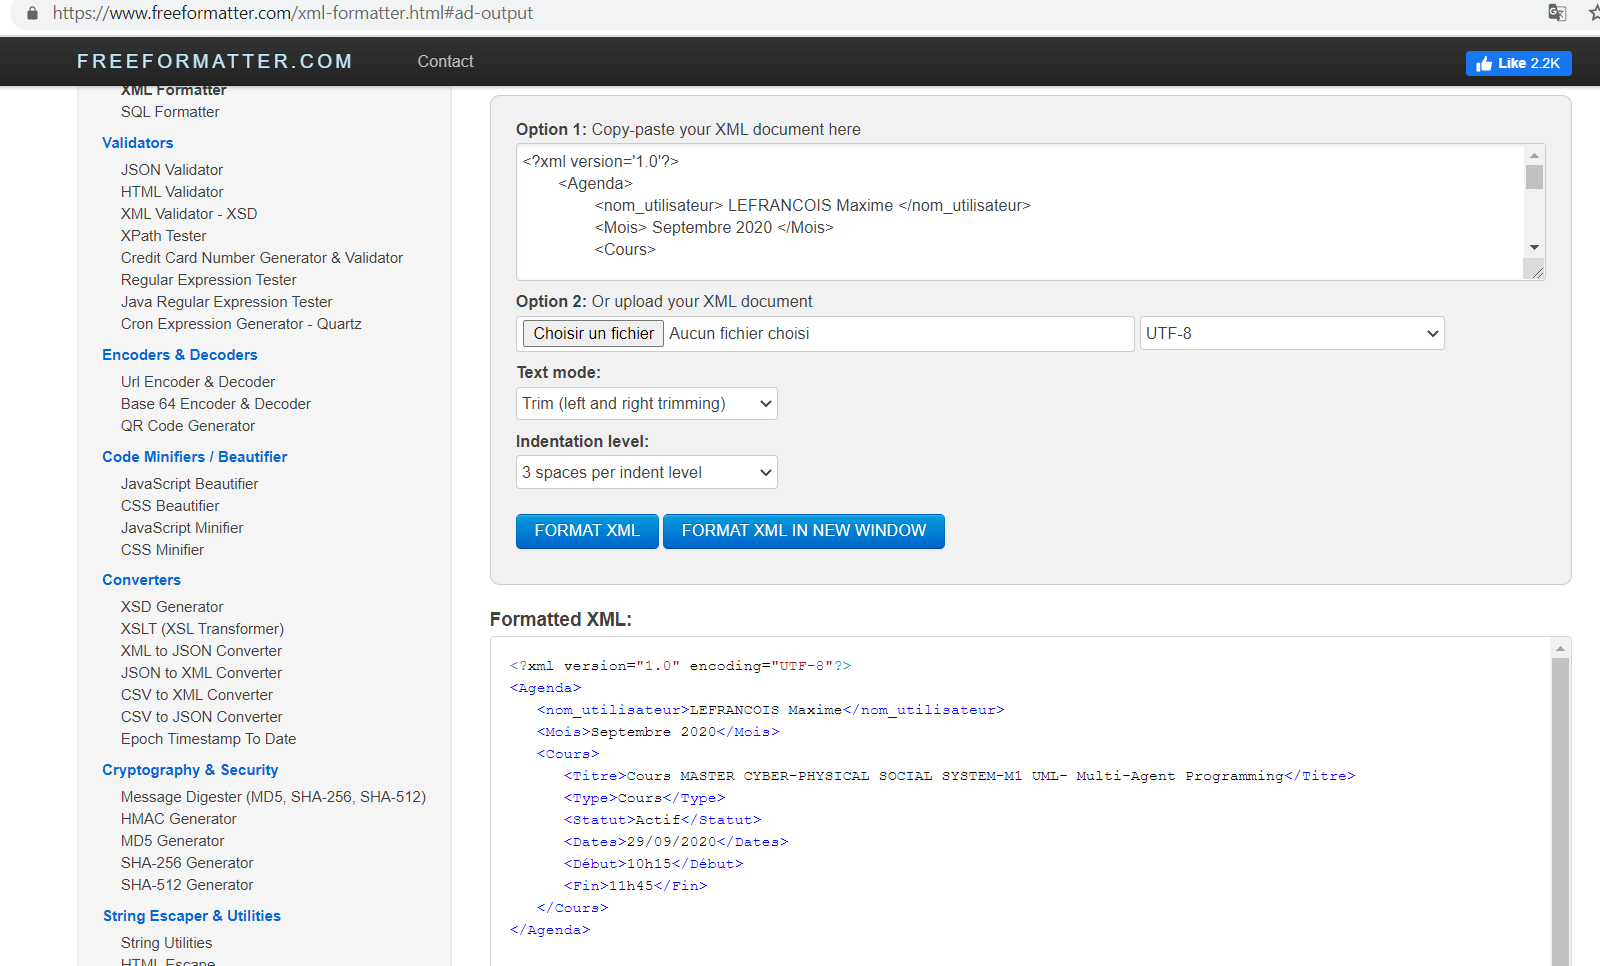 https://www.freeformatter.com/xml-formatter.html#ad-output
FREEFORMATTER.COM
Contact
Like 2.2K
XML Formatter
SQL Formatter
Validators
JSON Validator
HTML Validator
XML Validator - XSD
XPath Tester
Credit Card Number Generator & Validator
Regular Expression Tester
Java Regular Expression Tester
Cron Expression Generator - Quartz
Encoders & Decoders
Url Encoder & Decoder
Base 64 Encoder & Decoder
QR Code Generator
Code Minifiers / Beautifier
JavaScript Beautifier
CSS Beautifier
JavaScript Minifier
CSS Minifier
Converters
XSD Generator
XSLT (XSL Transformer)
XML to JSON Converter
JSON to XML Converter
CSV to XML Converter
CSV to JSON Converter
Epoch Timestamp To Date
Cryptography & Security
Message Digester (MD5, SHA-256, SHA-512)
HMAC Generator
MD5 Generator
SHA-256 Generator
SHA-512 Generator
String Escaper & Utilities
String Utilities
HTML Escape
Option 1: Copy-paste your XML document here
<?xml version='1.0'?>
<Agenda>
<nom_utilisateur> LEFRANCOIS Maxime </nom_utilisateur>
<Mois> Septembre 2020 </Mois>
<Cours>
Option 2: Or upload your XML document
Choisir un fichier Aucun fichier choisi
UTF-8
Text mode:
Trim (left and right trimming)
Indentation level:
3 spaces per indent level
FORMAT XML
FORMAT XML IN NEW WINDOW
Formatted XML:
<?xml version="1.0" encoding="UTF-8"?>
<Agenda>
<nom_utilisateur>LEFRANCOIS Maxime</nom_utilisateur>
<Mois>Septembre 2020</Mois>
<Cours>
<Titre>Cours MASTER CYBER-PHYSICAL SOCIAL SYSTEM-M1 UML- Multi-Agent Programming</Titre>
<Type>Cours</Type>
<Statut>Actif</Statut>
<Dates>29/09/2020</Dates>
<Début>10h15</Début>
<Fin>11h45</Fin>
</Cours>
</Agenda>